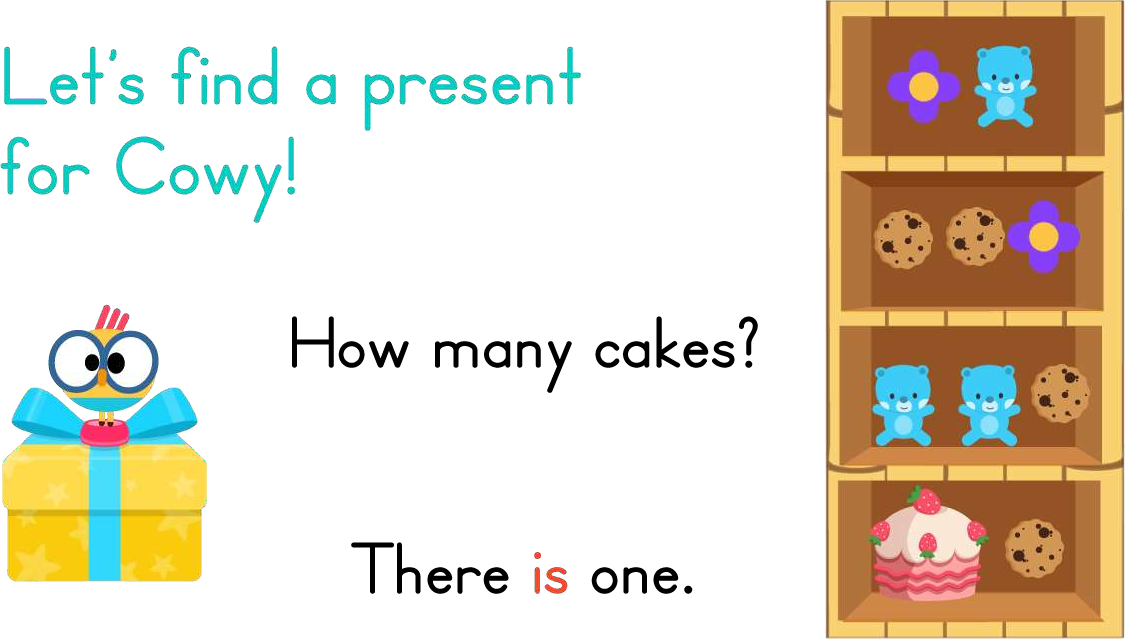 Let's find a present
for Cowy!
How many cakes?
There is one.